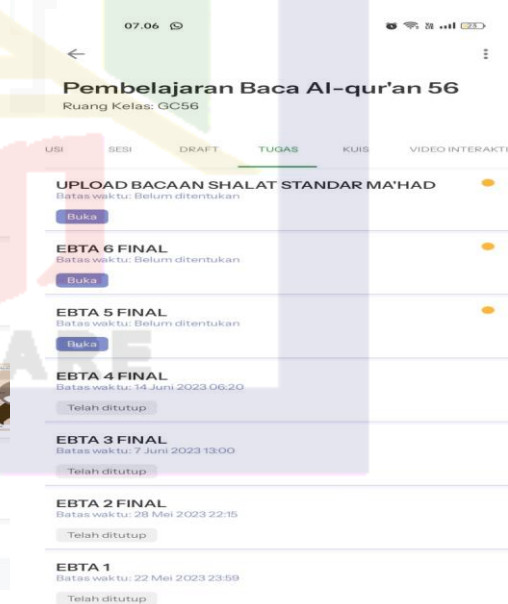 07.06
23
Pembelajaran Baca Al-qur'an 56
Ruang Kelas: GC56
USI SESI DRAFT TUGAS KUIS VIDEO INTERAKTI
UPLOAD BACAAN SHALAT STANDAR MA'HAD
Batas waktu: Belum ditentukan
Buka
EBTA 6 FINAL
Batas waktu: Belum ditentukan
Buka
EBTA 5 FINAL
Batas waktu: Belum ditentukan
Buka
EBTA 4 FINAL
Batas waktu: 14 Juni 2023 06:20
Telah ditutup
EBTA 3 FINAL
Batas waktu: 7 Juni 2023 13:00
Telah ditutup
EBTA 2 FINAL
Batas waktu: 28 Mei 2023 22:15
Telah ditutup
EBTA 1
Batas waktu: 22 Mei 2023 23:59
Telah ditutup
ARE